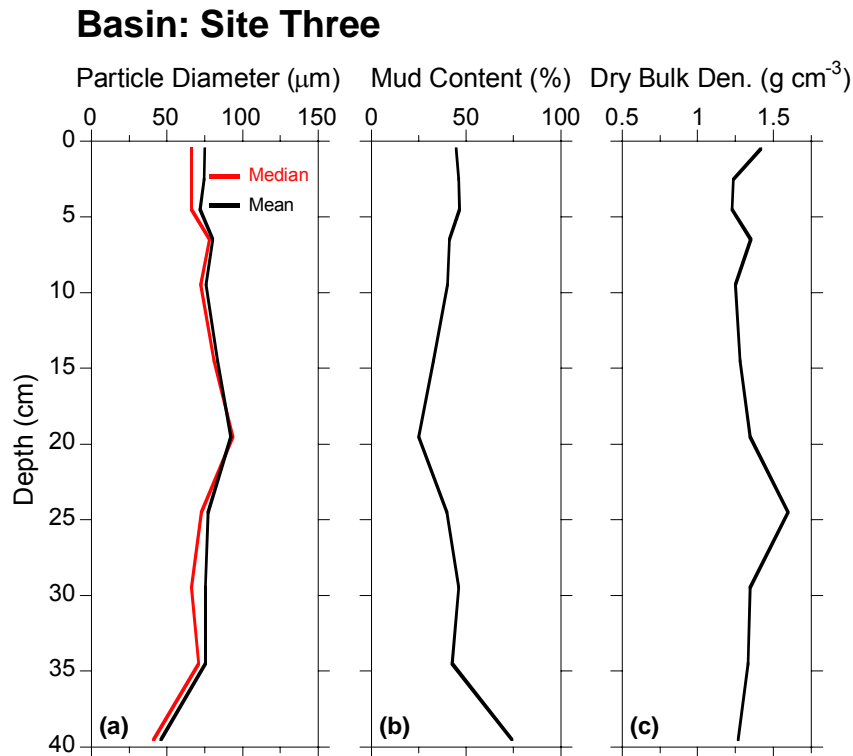 Basin: Site Three
Particle Diameter (μm) Mud Content (%) Dry Bulk Den. (g cm-3)
0 50 100 150 0 50 100 0.5 1 1.5
0
Median
Mean
5
10
15
20
25
30
35
40
Depth (cm)
(a) (b) (c)